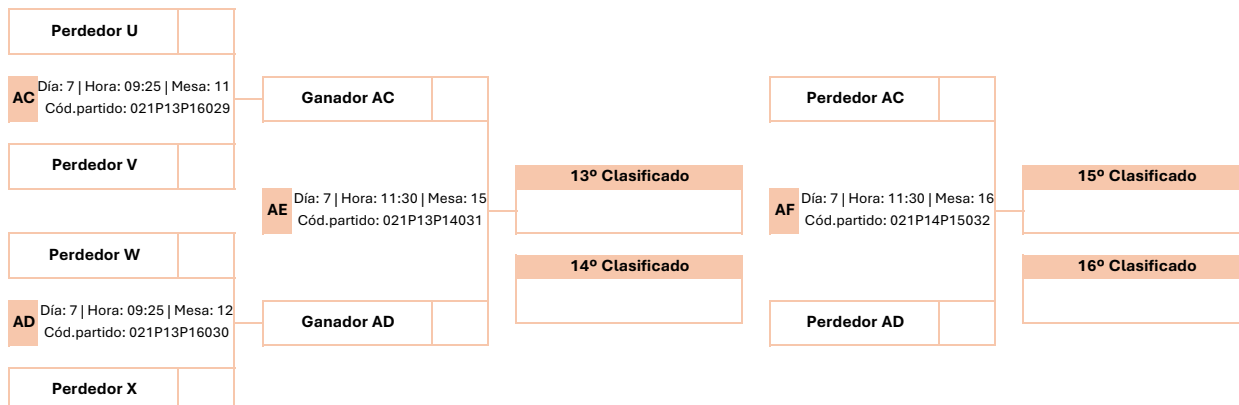 Perdedor U
AC
Día: 7 | Hora: 09:25 | Mesa: 11
Cód.partido: 021P13P16029
Perdedor V
Ganador AC
Perdedor W
AD
Día: 7 | Hora: 09:25 | Mesa: 12
Cód.partido: 021P13P16030
Perdedor X
AE
Día: 7 | Hora: 11:30 | Mesa: 15
Cód.partido: 021P13P14031
Ganador AD
13º Clasificado
14º Clasificado
Perdedor AC
AF
Día: 7 | Hora: 11:30 | Mesa: 16
Cód.partido: 021P14P15032
Perdedor AD
15º Clasificado
16º Clasificado